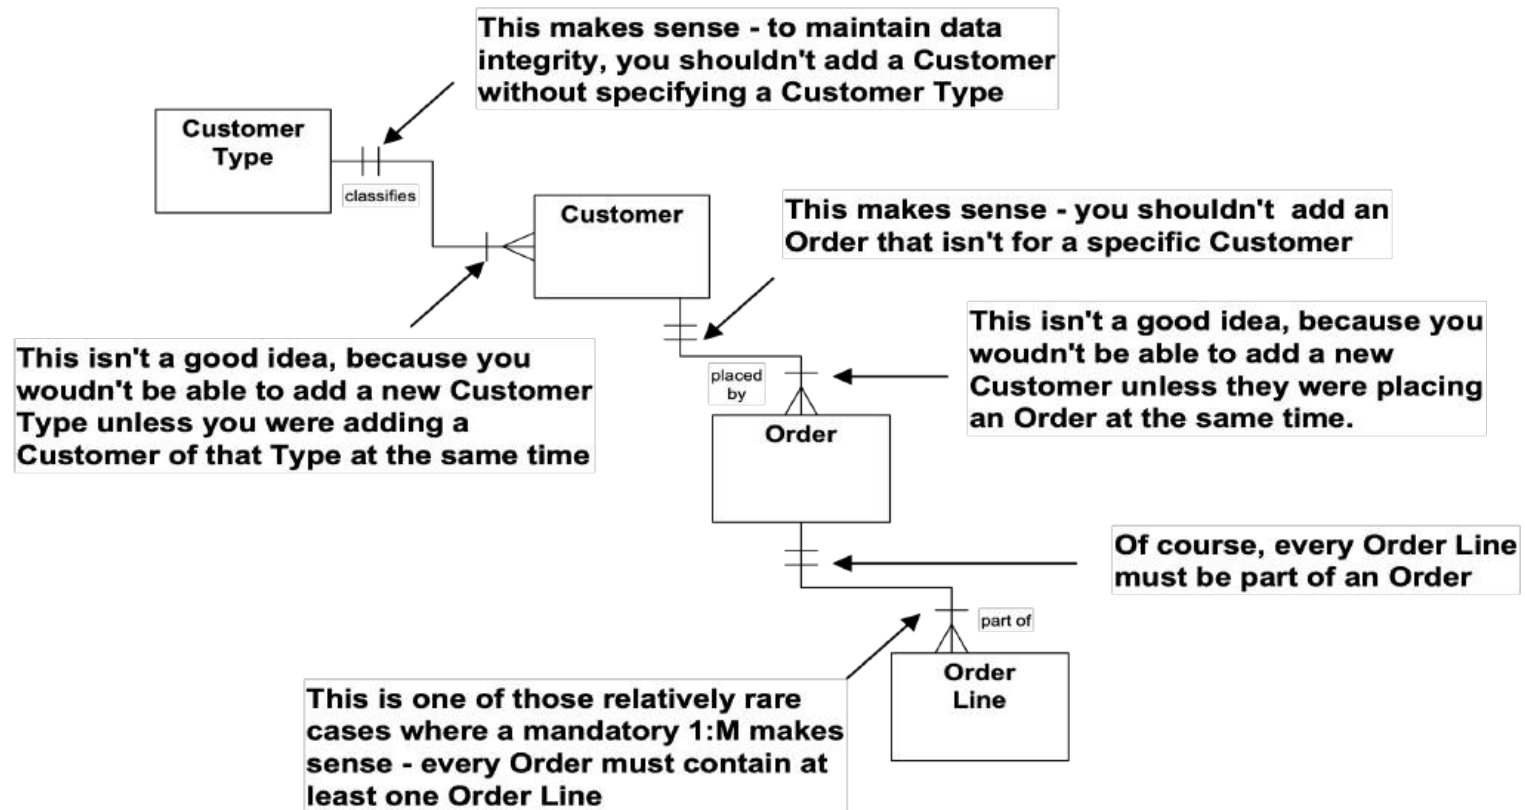 This makes sense - to maintain data
integrity, you shouldn't add a Customer
without specifying a Customer Type
Customer
Type
classifies
Customer
This makes sense - you shouldn't add an
Order that isn't for a specific Customer
This isn't a good idea, because you
woudn't be able to add a new Customer
Type unless you were adding a
Customer of that Type at the same time
placed
by
This isn't a good idea, because you
woudn't be able to add a new
Customer unless they were placing
an Order at the same time.
Order
Of course, every Order Line
must be part of an Order
part of
Order
Line
This is one of those relatively rare
cases where a mandatory 1:M makes
sense - every Order must contain at
least one Order Line